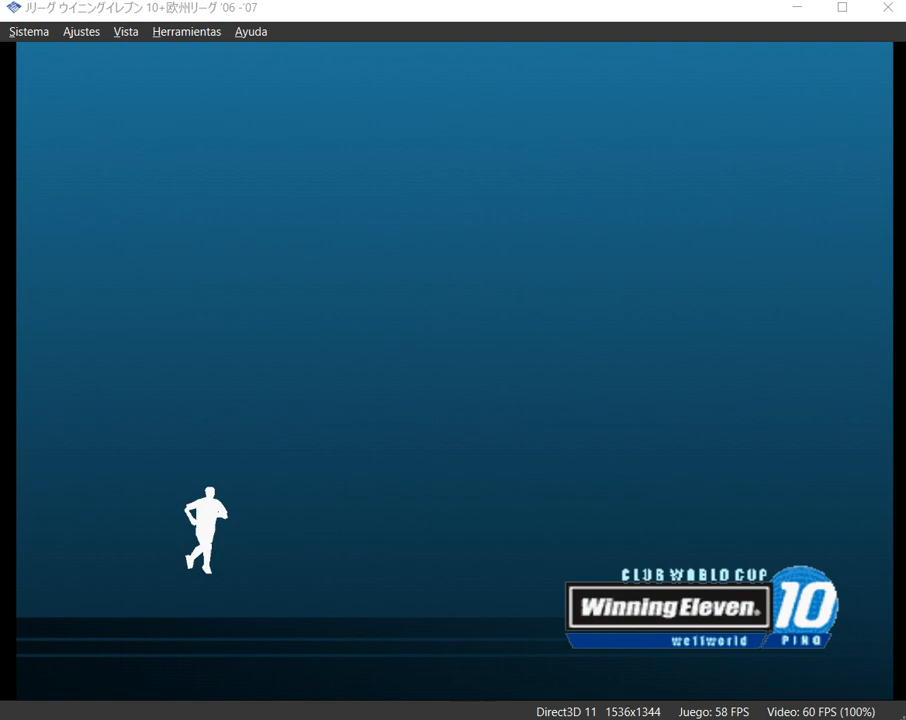 Jリーグ ウイニングイレブン 10+欧州リーグ '06 -'07
Sistema Ajustes Vista Herramientas Ayuda
CLUB WORLD CUP
Winning Eleven. 10
wellworld PING
Direct3D 11 1536x1344 Juego: 58 FPS Video: 60 FPS (100%)